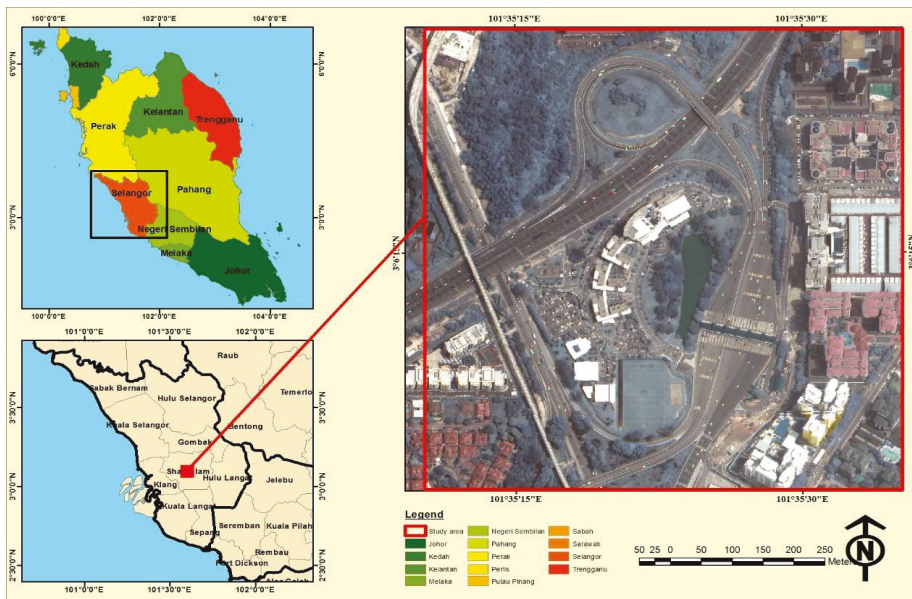 100°0'0"E 102°0'0"E 104°0'0"E
6°0'0"N
6°0'0"N
Kedah
Kelantan
Trengganu
Perak
Pahang
Selangor
3°0'0"N
3°0'0"N
Negeri Sembilan
Melaka
Johor
100°0'0"E 102°0'0"E 104°0'0"E
101°0'0"E 101°30'0"E 102°0'0"E
Raub
Sabak Bernam
Temerlo
Hulu Selangor
3°30'0"N
3°30'0"N
Kuala Selangor
Bentong
Gombak
Klang
Hulu Langat
Jelebu
3°0'0"N
3°0'0"N
Kuala Langat
Sepang
Seremban
Kuala Pilah
Rembau
Port Dickson
2°30'0"N
2°30'0"N
101°0'0"E 101°30'0"E 102°0'0"E
101°35'15"E 101°35'30"E
3°6'15"N
3°6'15"N
101°35'15"E 101°35'30"E
Legend
Study area Negeri Sembilan Sabah
Johor Pahang Sarawak
Kedah Perak Selangor
Kelantan Perlis Trengganu
Melaka Pulau Pinang
50 25 0 50 100 150 200 250
Meters
N